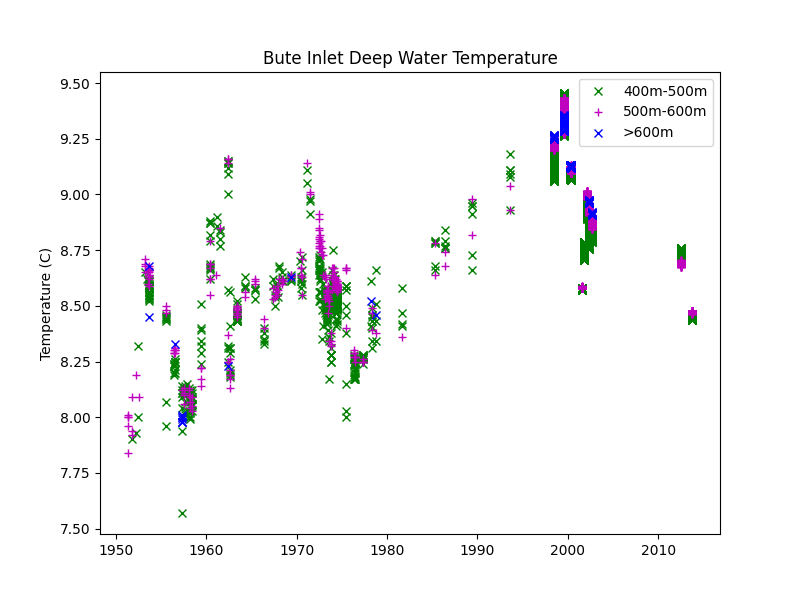 Bute Inlet Deep Water Temperature
400m-500m
500m-600m
>600m
Temperature (C)
9.50
9.25
9.00
8.75
8.50
8.25
8.00
7.75
7.50
1950 1960 1970 1980 1990 2000 2010